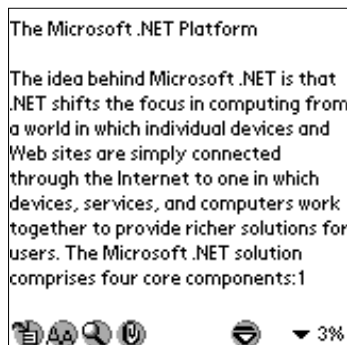 The Microsoft .NET Platform
The idea behind Microsoft .NET is that
.NET shifts the focus in computing from
a world in which individual devices and
Web sites are simply connected
through the Internet to one in which
devices, services, and computers work
together to provide richer solutions for
users. The Microsoft .NET solution
comprises four core components:1
3%